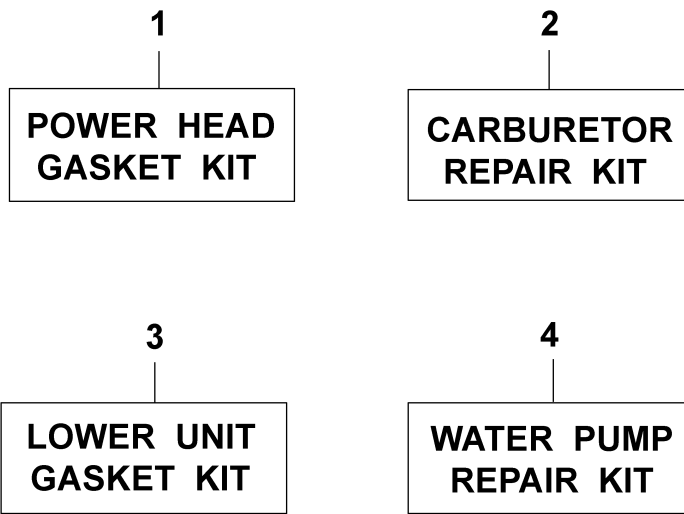 1
POWER HEAD
GASKET KIT
2
CARBURETOR
REPAIR KIT
3
LOWER UNIT
GASKET KIT
4
WATER PUMP
REPAIR KIT